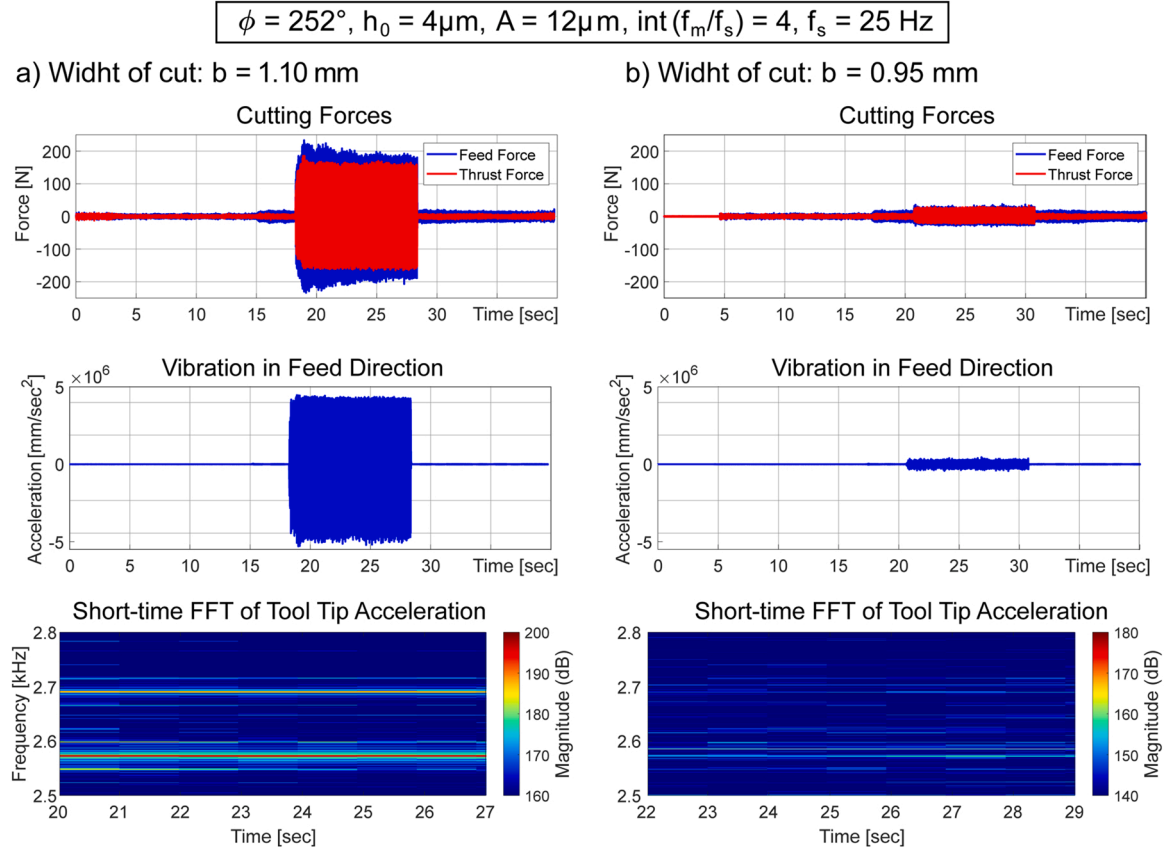 ϕ = 252°, h₀ = 4μm, A = 12μm, int (fₘ/fₛ) = 4, fₛ = 25 Hz
a) Widht of cut: b = 1.10 mm
Cutting Forces
Force [N]
200
100
0
-100
-200
Feed Force
Thrust Force
0 5 10 15 20 25 30 Time [sec]
Vibration in Feed Direction
Acceleration [mm/sec²]
×10⁶
5
0
-5
0 5 10 15 20 25 30 Time [sec]
Short-time FFT of Tool Tip Acceleration
Frequency [kHz]
2.8
2.7
2.6
2.5
20 21 22 23 24 25 26 27
Time [sec]
200
190
180
170
160
Magnitude (dB)
b) Widht of cut: b = 0.95 mm
Cutting Forces
Force [N]
200
100
0
-100
-200
Feed Force
Thrust Force
0 5 10 15 20 25 30 Time [sec]
Vibration in Feed Direction
Acceleration [mm/sec²]
×10⁶
5
0
-5
0 5 10 15 20 25 30 Time [sec]
Short-time FFT of Tool Tip Acceleration
2.8
2.7
2.6
2.5
22 23 24 25 26 27 28 29
Time [sec]
180
170
160
150
140
Magnitude (dB)